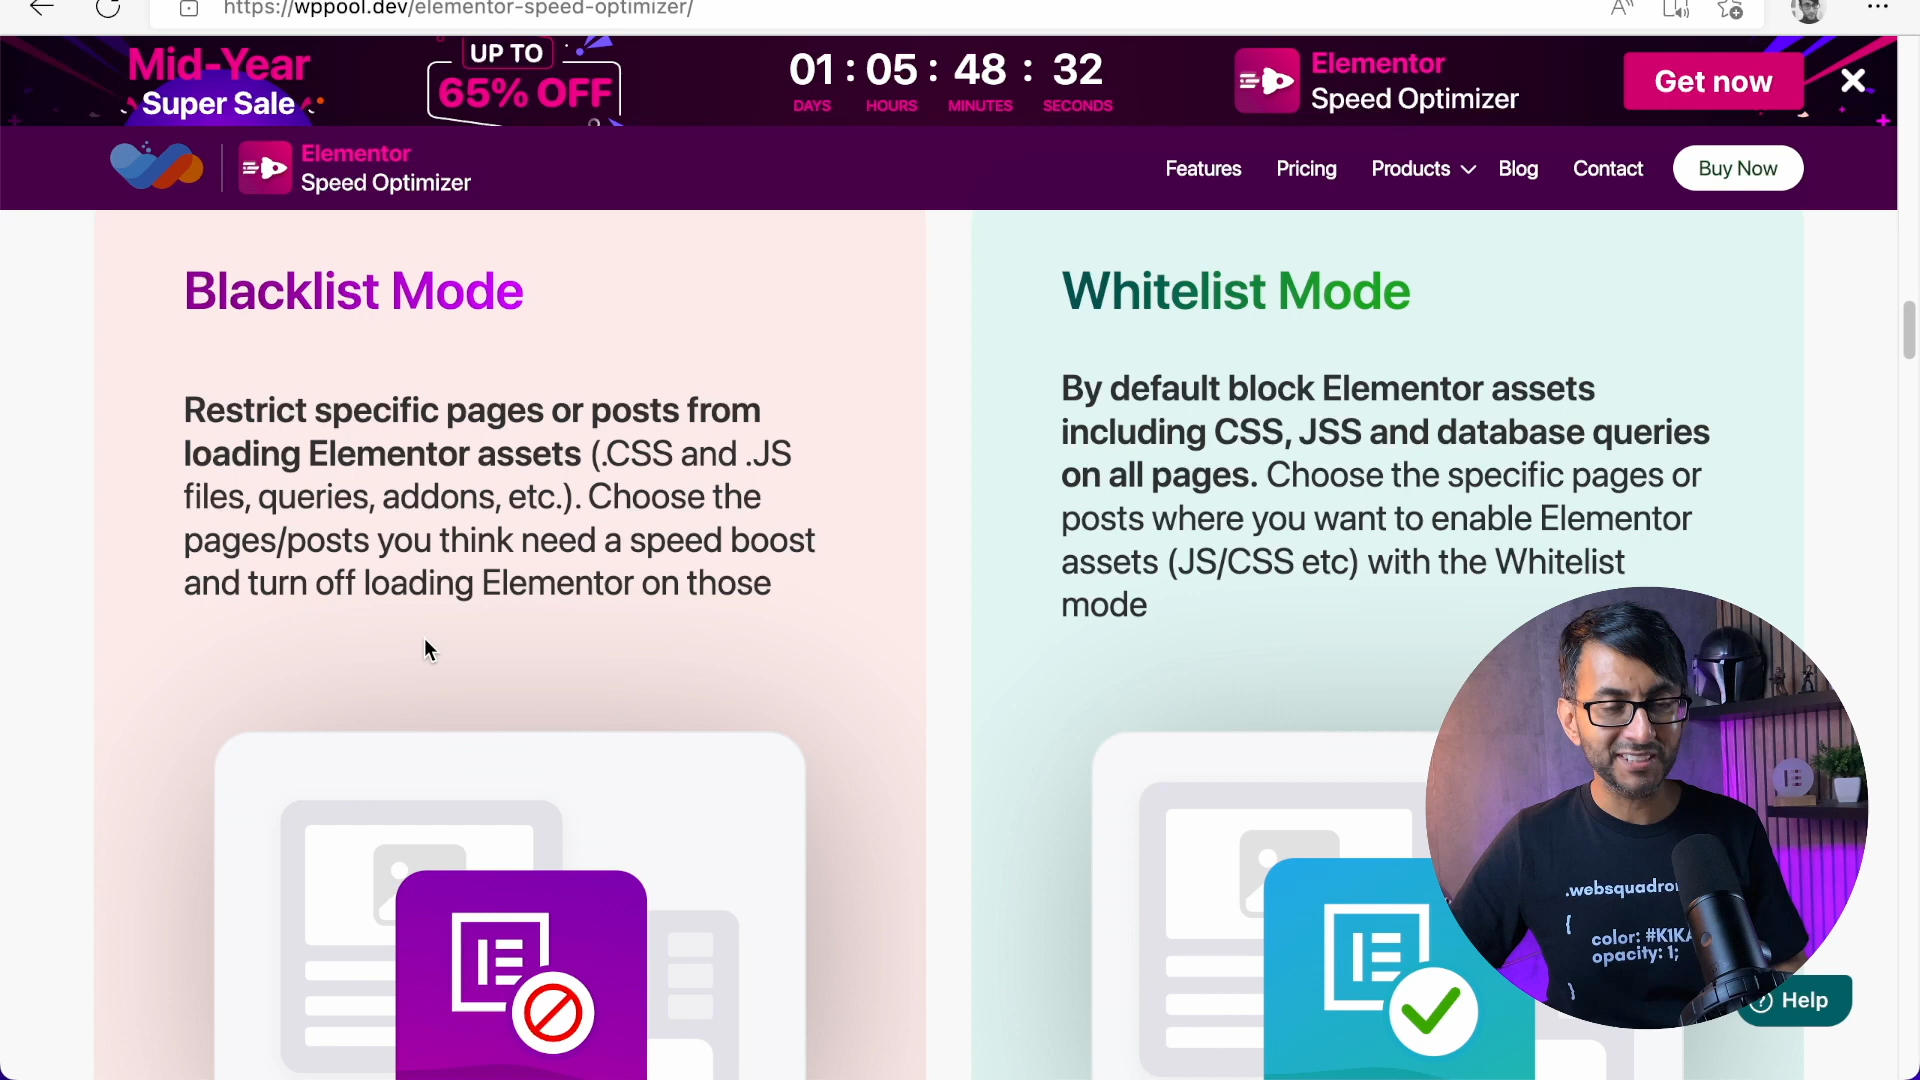 https://wppool.dev/elementor-speed-optimizer/
Mid-Year
Super Sale
UP TO
65% OFF
01 : 05 : 48 : 32
DAYS HOURS MINUTES SECONDS
Elementor
Speed Optimizer
Get now
Elementor
Speed Optimizer
Features
Pricing
Products
Blog
Contact
Buy Now
Blacklist Mode
Restrict specific pages or posts from
loading Elementor assets (.CSS and .JS
files, queries, addons, etc.). Choose the
pages/posts you think need a speed boost
and turn off loading Elementor on those
Whitelist Mode
By default block Elementor assets
including CSS, JSS and database queries
on all pages. Choose the specific pages or
posts where you want to enable Elementor
assets (JS/CSS etc) with the Whitelist
mode
{
opacity: 1;
}
Help